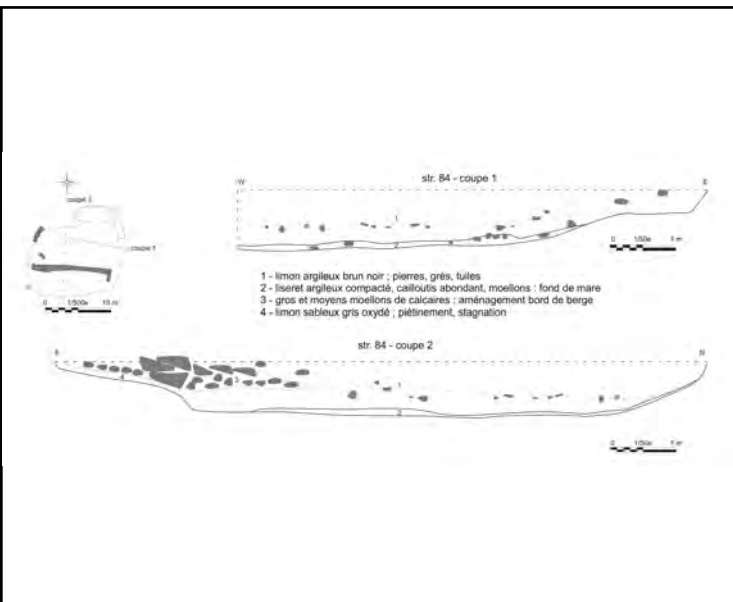 str. 84 - coupe 1
W
E
coupe 2
coupe 1
1
2
0 1/50e 1 m
1 - limon argileux brun noir ; pierres, grès, tuiles
2 - liseret argileux compacté, cailloutis abondant, moellons : fond de mare
3 - gros et moyens moellons de calcaires : aménagement bord de berge
4 - limon sableux gris oxydé ; piétinement, stagnation
0 1/500e 10 m
str. 84 - coupe 2
S
N
4
3
1
2
0 1/50e 1 m